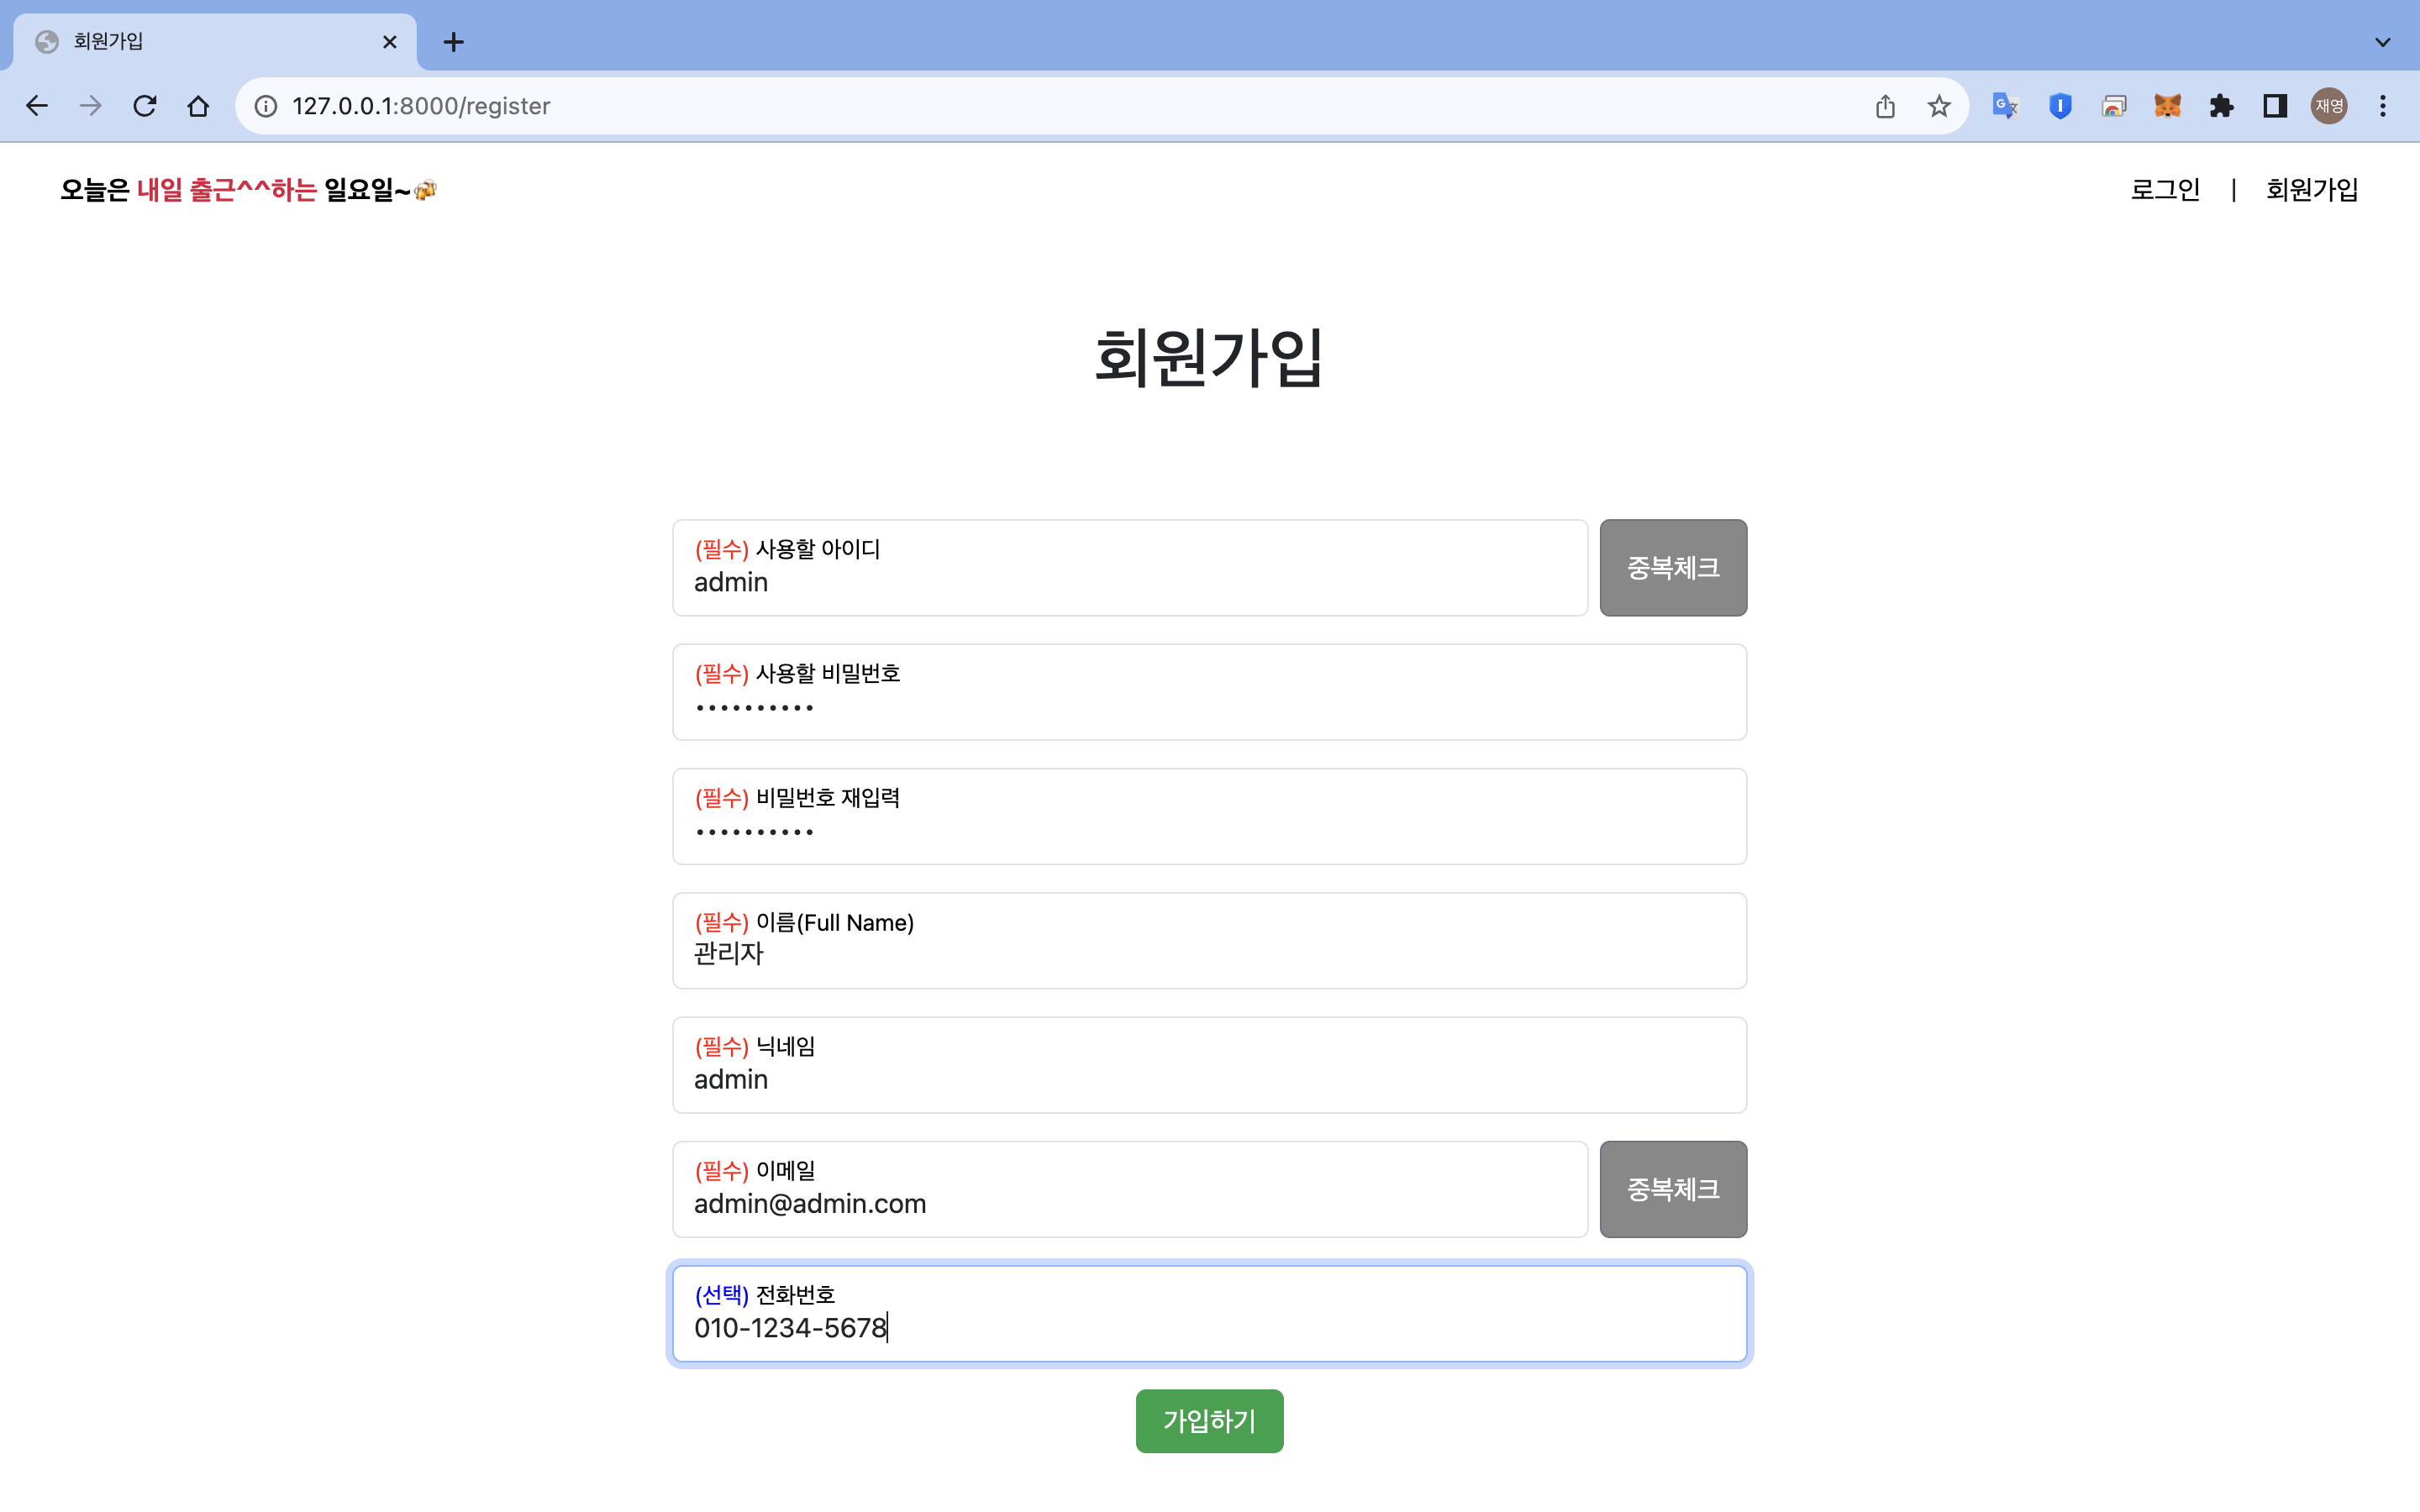 회원가입
127.0.0.1:8000/register
재영
오늘은 내일 출근^^하는 일요일~🍻
로그인 | 회원가입
회원가입
(필수) 사용할 아이디
admin
중복체크
(필수) 사용할 비밀번호
••••••••••
(필수) 비밀번호 재입력
••••••••••
(필수) 이름(Full Name)
관리자
(필수) 닉네임
admin
(필수) 이메일
admin@admin.com
중복체크
(선택) 전화번호
010-1234-5678
가입하기